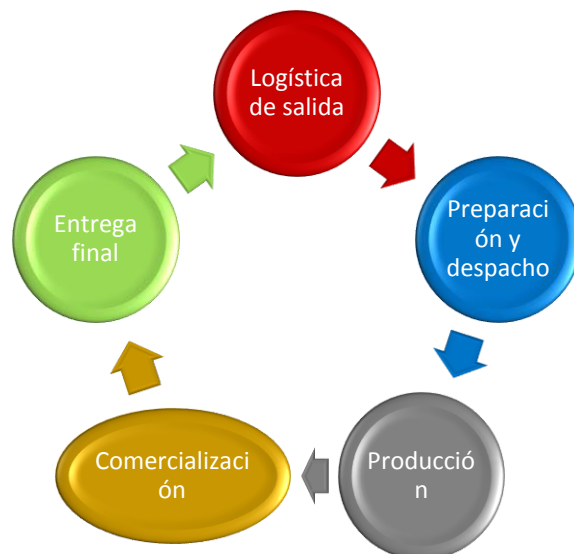 Logística
de salida
Preparaci
ón y
despacho
Producció
n
Comercializaci
ón
Entrega
final